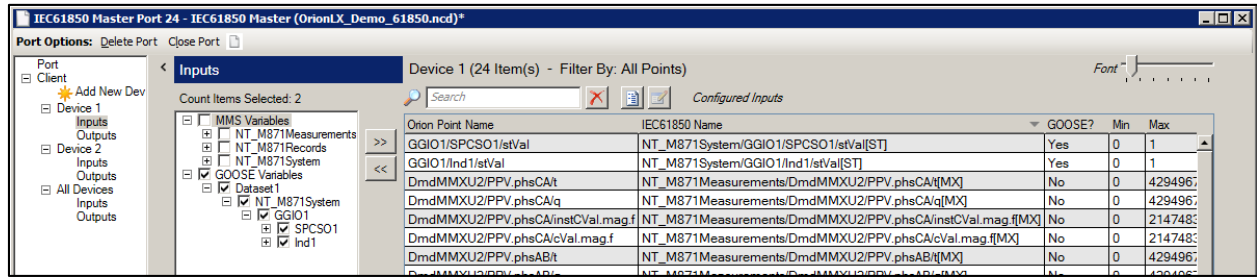 IEC61850 Master Port 24 - IEC61850 Master (OrionLX_Demo_61850.ncd)*
Port Options: Delete Port Close Port
Port
Client
Add New Dev
Device 1
Inputs
Outputs
Device 2
Inputs
Outputs
All Devices
Inputs
Outputs
<
Inputs
Count Items Selected: 2
MMS Variables
NT_M871Measurements
NT_M871Records
NT_M871System
GOOSE Variables
Dataset1
NT_M871System
GGIO1
SPCSO1
Ind1
>>
<<
Device 1 (24 Item(s) - Filter By: All Points)
Font
Search
Configured Inputs
Orion Point Name IEC61850 Name GOOSE? Min Max
GGIO1/SPCSO1/stVal NT_M871System/GGIO1/SPCSO1/stVal[ST] Yes 0 1
GGIO1/Ind1/stVal NT_M871System/GGIO1/Ind1/stVal[ST] Yes 0 1
DmdMMXU2/PPV.phsCA/t NT_M871Measurements/DmdMMXU2/PPV.phsCA/t[MX] No 0 4294967
DmdMMXU2/PPV.phsCA/q NT_M871Measurements/DmdMMXU2/PPV.phsCA/q[MX] No 0 4294967
DmdMMXU2/PPV.phsCA/instCVal.mag.f NT_M871Measurements/DmdMMXU2/PPV.phsCA/instCVal.mag.f[MX] No 0 2147483
DmdMMXU2/PPV.phsCA/cVal.mag.f NT_M871Measurements/DmdMMXU2/PPV.phsCA/cVal.mag.f[MX] No 0 2147483
DmdMMXU2/PPV.phsAB/t NT_M871Measurements/DmdMMXU2/PPV.phsAB/t[MX] No 0 4294967